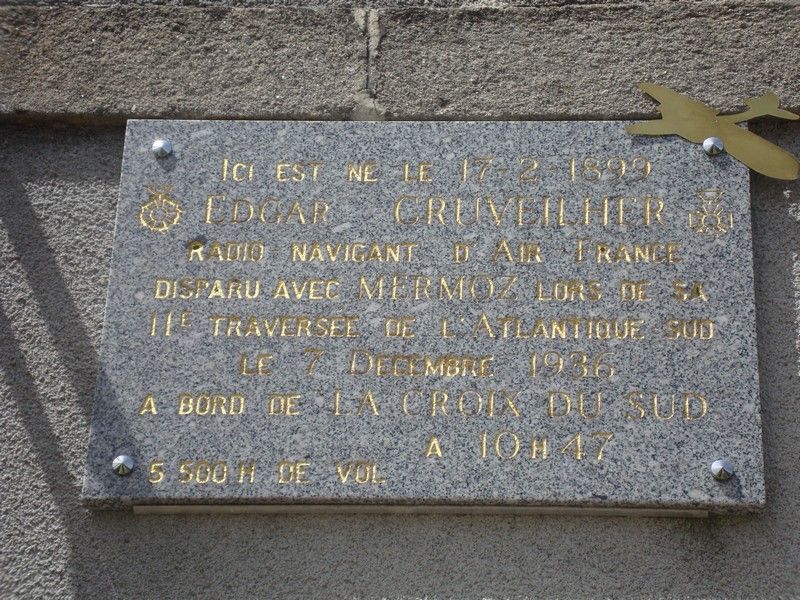 ICI EST NE LE 17-2-1899
EDGAR CRUVEILHER
RADIO-NAVIGANT D'AIR-FRANCE
DISPARU AVEC MERMOZ LORS DE SA
11E TRAVERSEE DE L'ATLANTIQUE SUD
LE 7 DECEMBRE 1936
A BORD DE LA CROIX DU SUD
A 10H47
5 500 H DE VOL